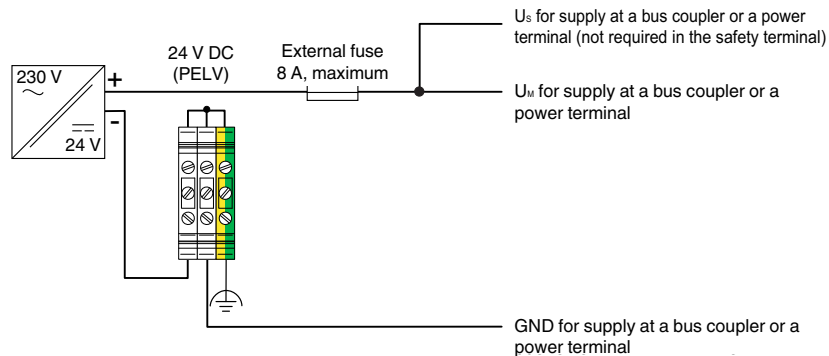 230 V
+
-
24 V
24 V DC
(PELV)
External fuse
8 A, maximum
Us for supply at a bus coupler or a power
terminal (not required in the safety terminal)
UM for supply at a bus coupler or a
power terminal
GND for supply at a bus coupler or a
power terminal